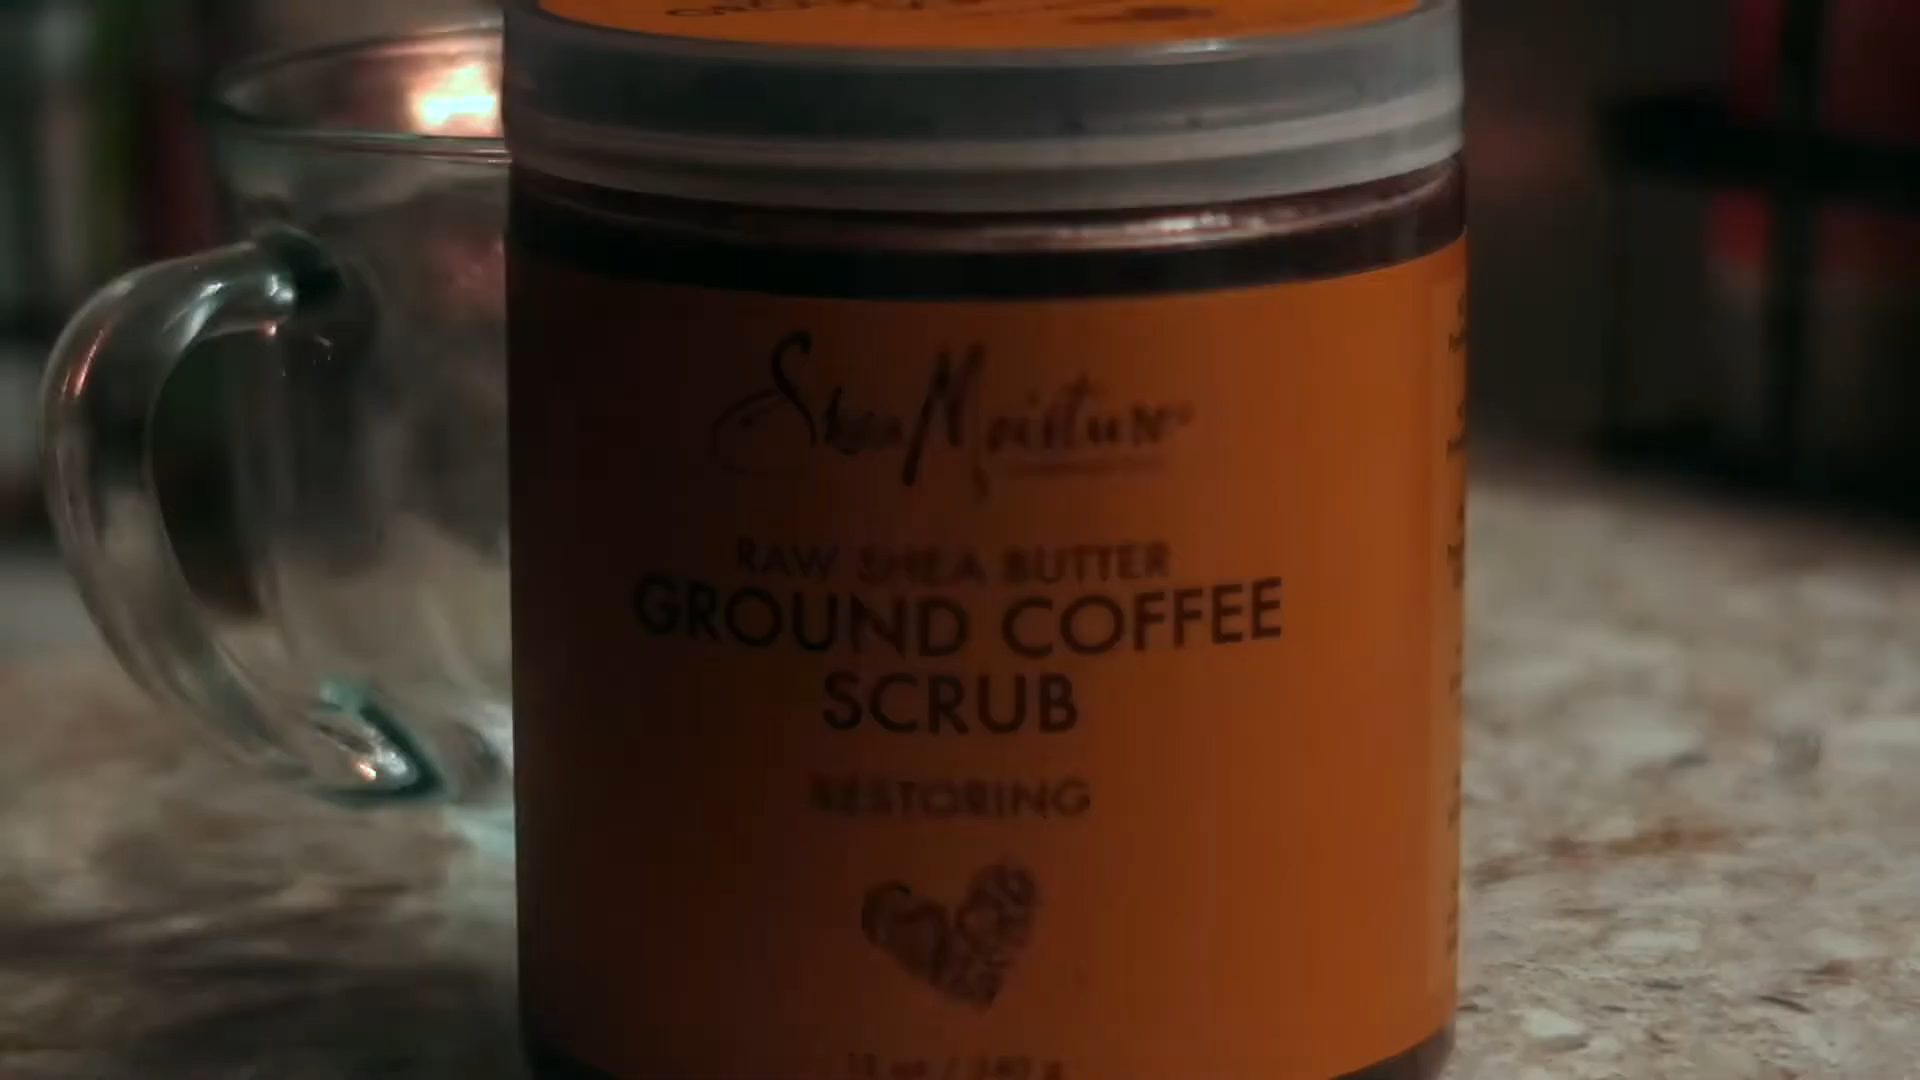 SheaMoisture
RAW SHEA BUTTER
GROUND COFFEE
SCRUB
RESTORING